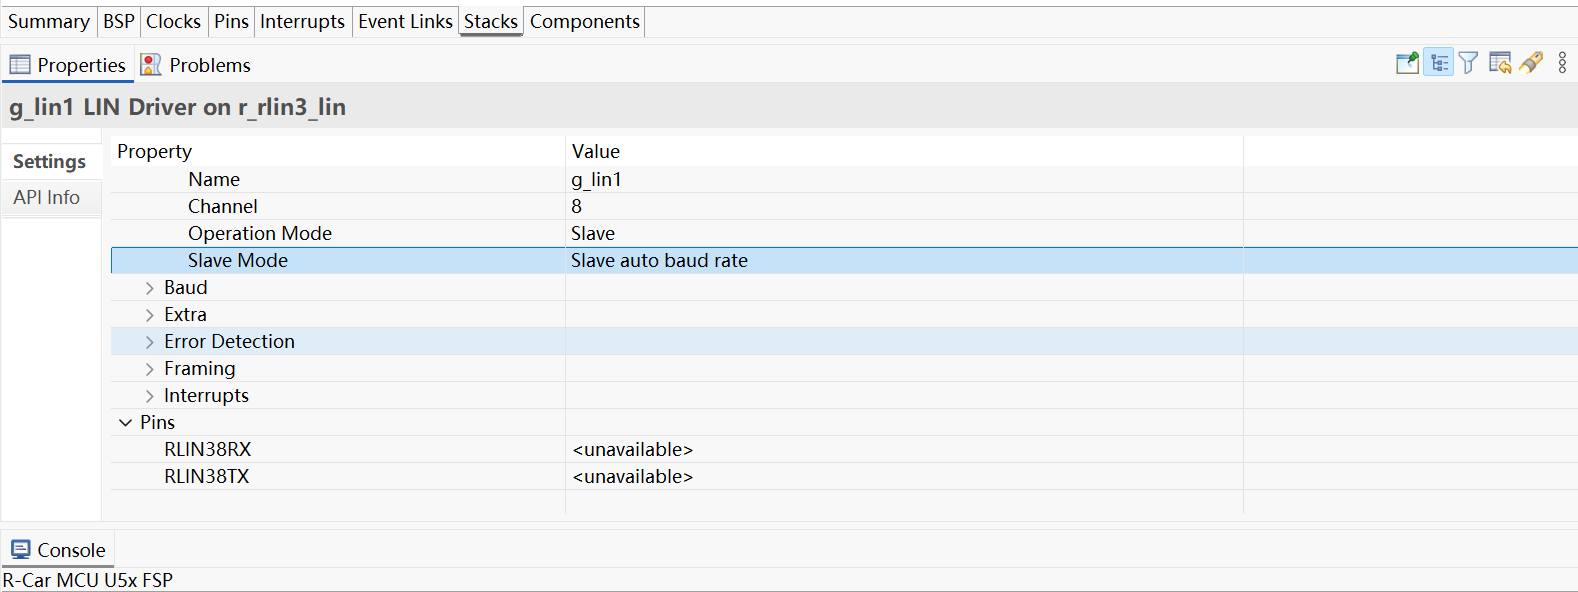 Summary BSP Clocks Pins Interrupts Event Links Stacks Components
Properties Problems
g_lin1 LIN Driver on r_rlin3_lin
Settings
API Info
Property Value
Name g_lin1
Channel 8
Operation Mode Slave
Slave Mode Slave auto baud rate
Baud
Extra
Error Detection
Framing
Interrupts
Pins
RLIN38RX <unavailable>
RLIN38TX <unavailable>
Console
R-Car MCU U5x FSP